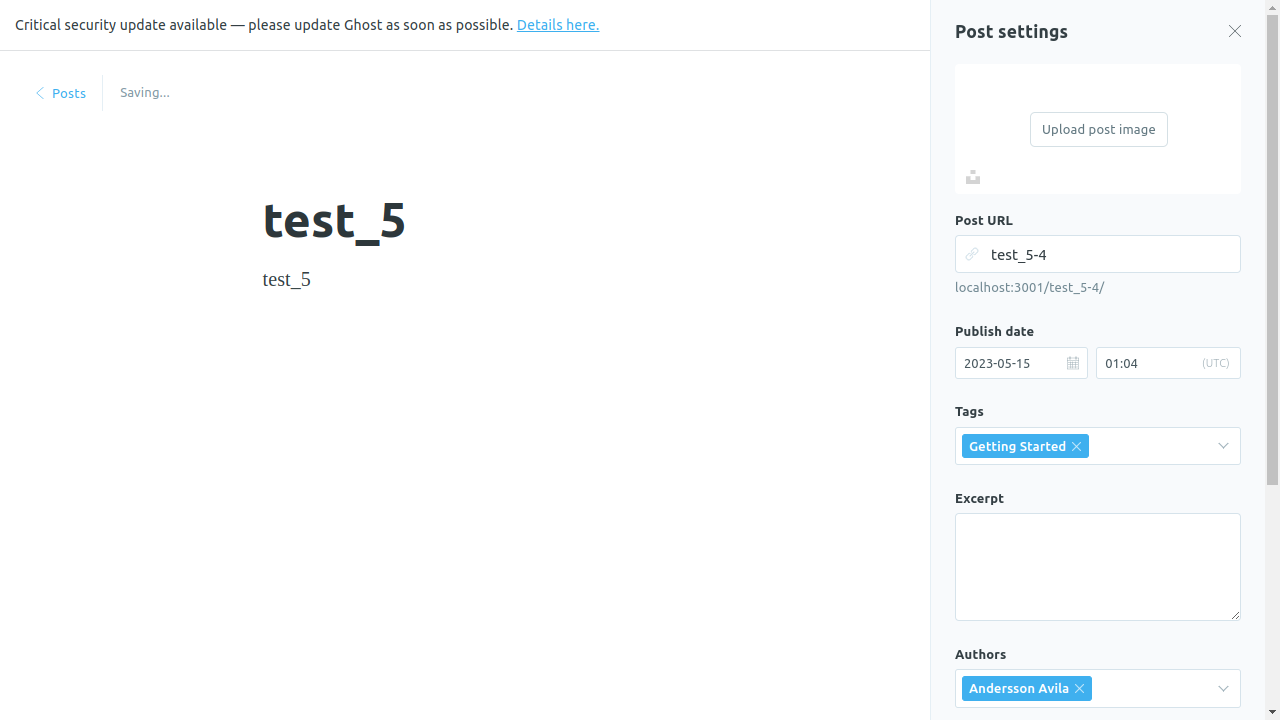 Critical security update available — please update Ghost as soon as possible. Details here.
Posts
Saving...
test_5
test_5
Post settings
Upload post image
Post URL
test_5-4
localhost:3001/test_5-4/
Publish date
2023-05-15
01:04
(UTC)
Tags
Getting Started
Excerpt
Authors
Andersson Avila